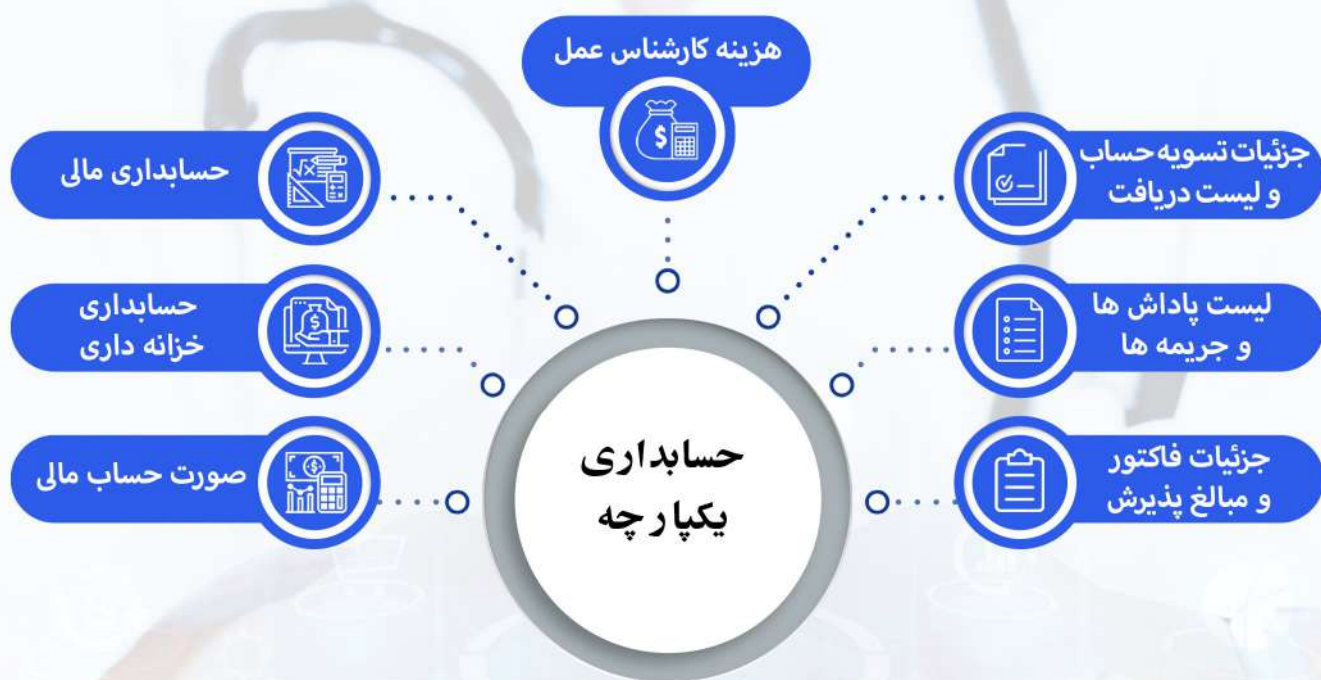 هزینه کارشناس عمل
جزئیات تسویه حساب
و لیست دریافت
لیست پاداش ها
و جریمه ها
جزئیات فاکتور
و مبالغ پذیرش
حسابداری مالی
حسابداری
خزانه داری
صورت حساب مالی
حسابداری
یکپارچه